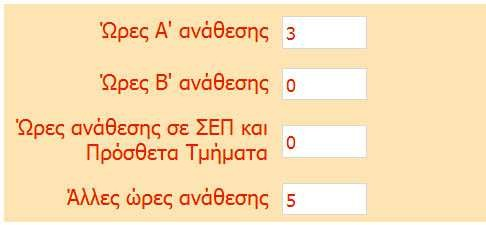 Ώρες Α' ανάθεσης 3
Ώρες Β' ανάθεσης 0
Ώρες ανάθεσης σε ΣΕΠ και
Πρόσθετα Τμήματα 0
Άλλες ώρες ανάθεσης 5